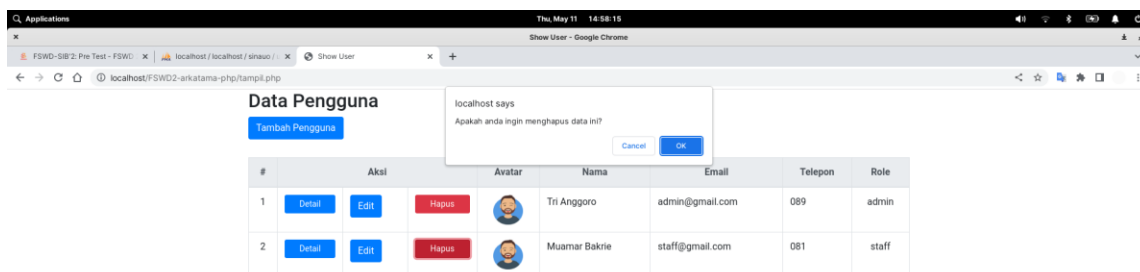 Applications
Thu, May 11 14:58:15
Show User - Google Chrome
FSWD-SIB'2: Pre Test - FSWD
localhost / localhost / sinauo /
Show User
localhost/FSWD2-arkatama-php/tampil.php
Data Pengguna
Tambah Pengguna
localhost says
Apakah anda ingin menghapus data ini?
Cancel OK
# Aksi Avatar Nama Email Telepon Role
1 Detail Edit Hapus Tri Anggoro admin@gmail.com 089 admin
2 Detail Edit Hapus Muamar Bakrie staff@gmail.com 081 staff